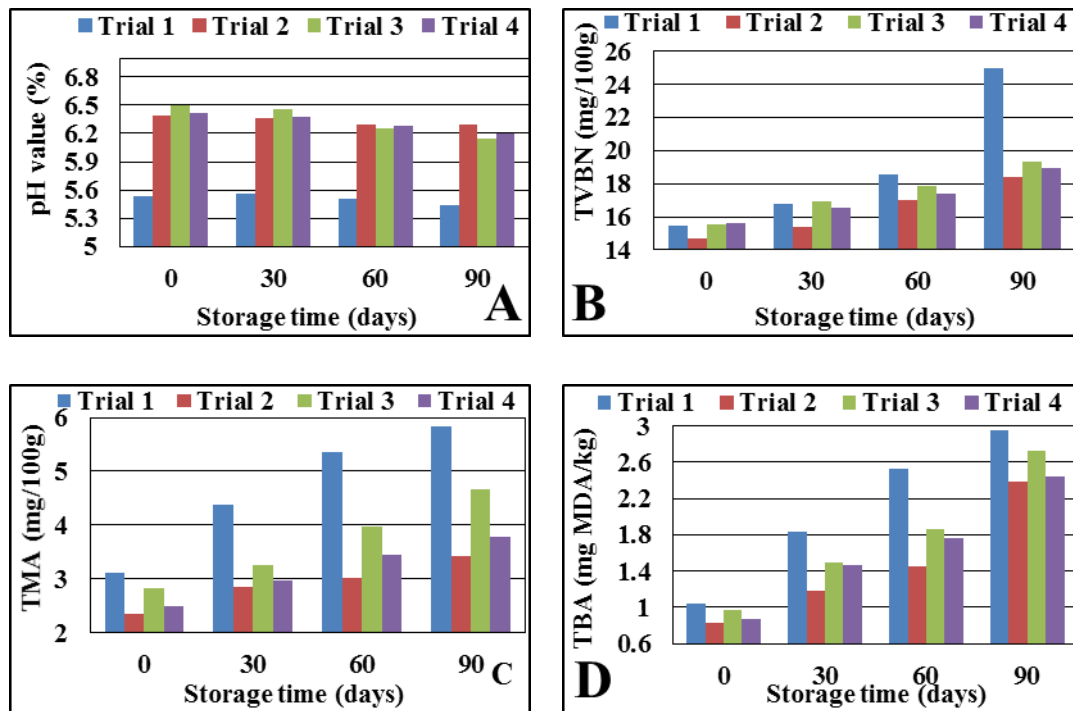 Trial 1 Trial 2 Trial 3 Trial 4
pH value (%)
6.8
6.5
6.2
5.9
5.6
5.3
5
0 30 60 90
Storage time (days)
A
Trial 1 Trial 2 Trial 3 Trial 4
TVBN (mg/100g)
26
24
22
20
18
16
14
0 30 60 90
Storage time (days)
B
Trial 1 Trial 2 Trial 3 Trial 4
TMA (mg/100g)
6
5
4
3
2
0 30 60 90
Storage time (days)
C
Trial 1 Trial 2 Trial 3 Trial 4
TBA (mg MDA/kg)
3
2.6
2.2
1.8
1.4
1
0.6
0 30 60 90
Storage time (days)
D